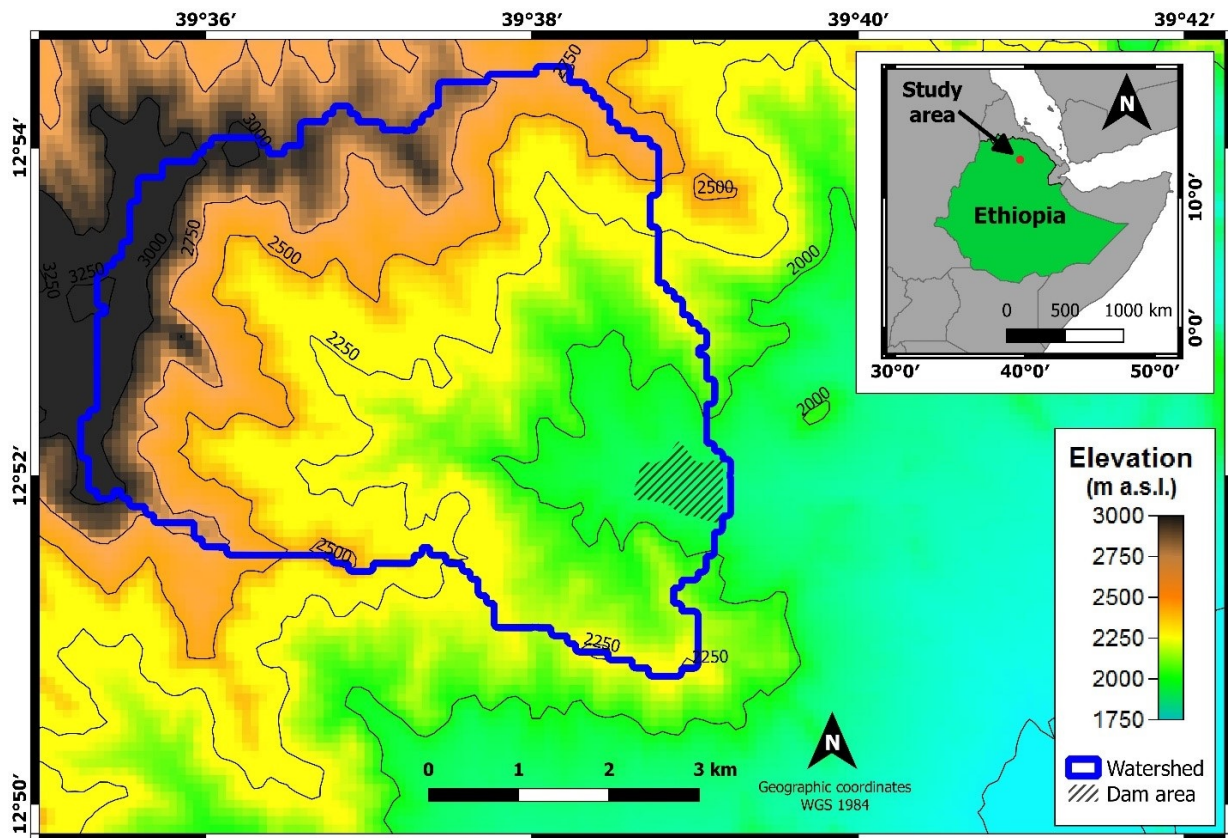 39°36′
39°38′
39°40′
39°42′
12°54′
12°52′
12°50′
2750
3000
2500
2750
3000
2500
2000
3250
3250
2250
2000
2500
2250
2250
N
Study
area
Ethiopia
0 500 1000 km
10°0′
0°0′
30°0′
40°0′
50°0′
Elevation
(m a.s.l.)
3000
2750
2500
2250
2000
1750
Watershed
Dam area
0 1 2 3 km
N
Geographic coordinates
WGS 1984